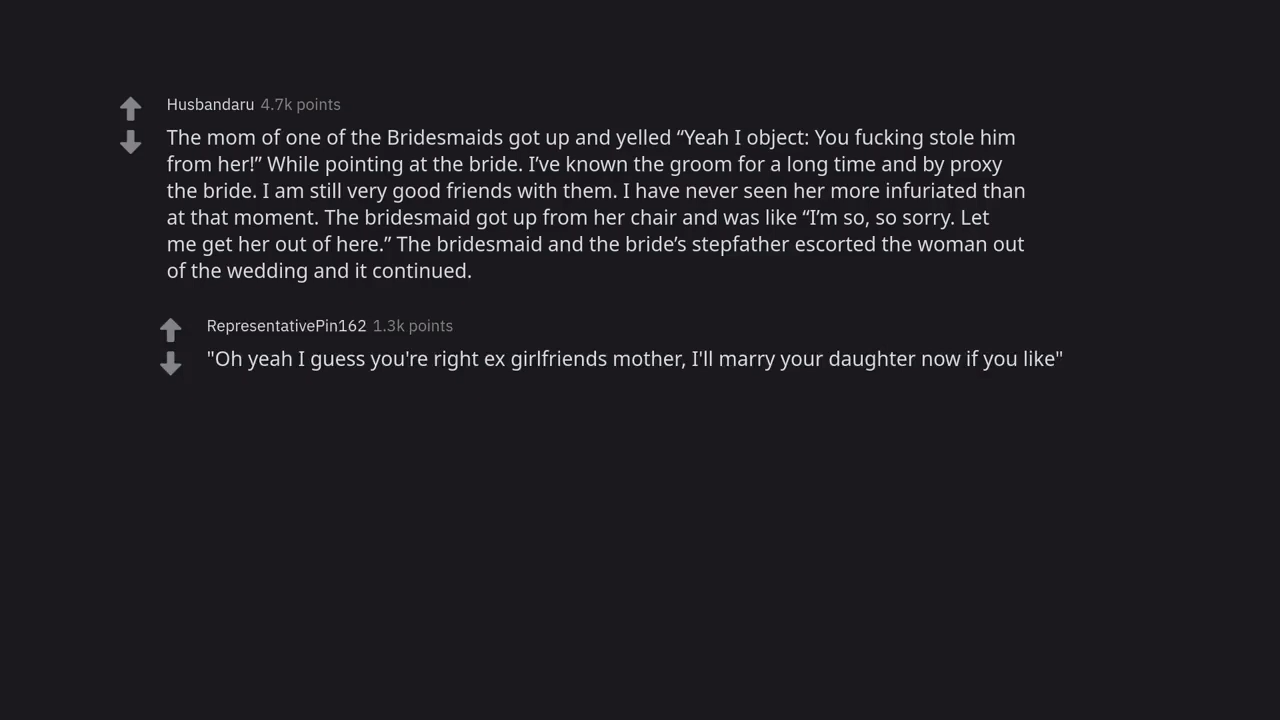 Husbandaru 4.7k points
The mom of one of the Bridesmaids got up and yelled “Yeah I object: You fucking stole him
from her!” While pointing at the bride. I’ve known the groom for a long time and by proxy
the bride. I am still very good friends with them. I have never seen her more infuriated than
at that moment. The bridesmaid got up from her chair and was like “I’m so, so sorry. Let
me get her out of here.” The bridesmaid and the bride’s stepfather escorted the woman out
of the wedding and it continued.
RepresentativePin162 1.3k points
"Oh yeah I guess you're right ex girlfriends mother, I'll marry your daughter now if you like"